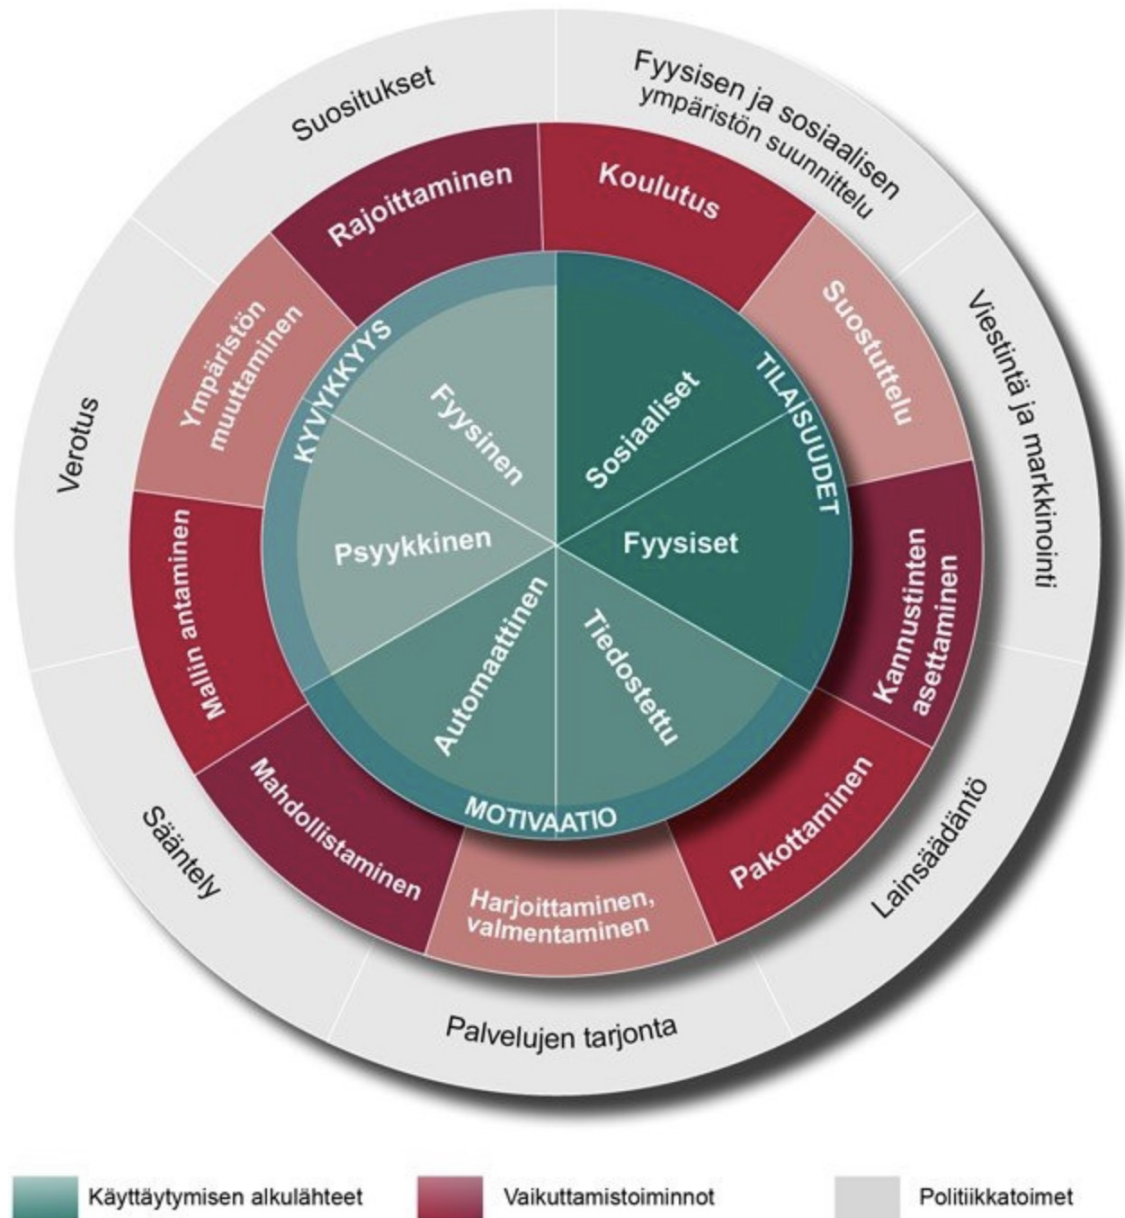 Suositukset
Fyysisen ja sosiaalisen
ympäristön suunnittelu
Viestintä ja markkinointi
Lainsäädäntö
Palvelujen tarjonta
Sääntely
Verotus
Rajoittaminen
Koulutus
Suostuttelu
Kannustinten
asettaminen
Pakottaminen
Harjoittaminen,
valmentaminen
Mahdollistaminen
Mallin antaminen
Ympäristön
muuttaminen
KYVYKKYYS
TILAISUUDET
MOTIVAATIO
Fyysinen
Sosiaaliset
Fyysiset
Tiedostettu
Automaattinen
Psyykkinen
Käyttäytymisen alkulähteet
Vaikuttamistoiminnot
Politiikkatoimet